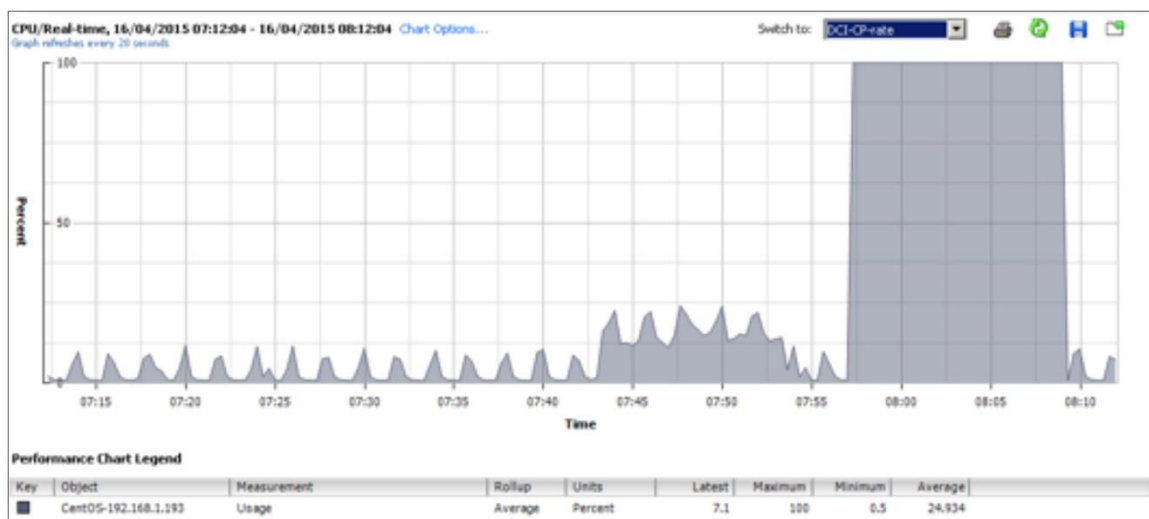 CPU/Real-time, 16/04/2015 07:12:04 - 16/04/2015 08:12:04 Chart Options... Switch to: DCI-CP-rate
Graph refreshes every 20 seconds
100
50
0
Percent
07:15 07:20 07:25 07:30 07:35 07:40 07:45 07:50 07:55 08:00 08:05 08:10
Time
Performance Chart Legend
Key Object Measurement Rollup Units Latest Maximum Minimum Average
CentOS-192.168.1.193 Usage Average Percent 7.1 100 0.5 24.934